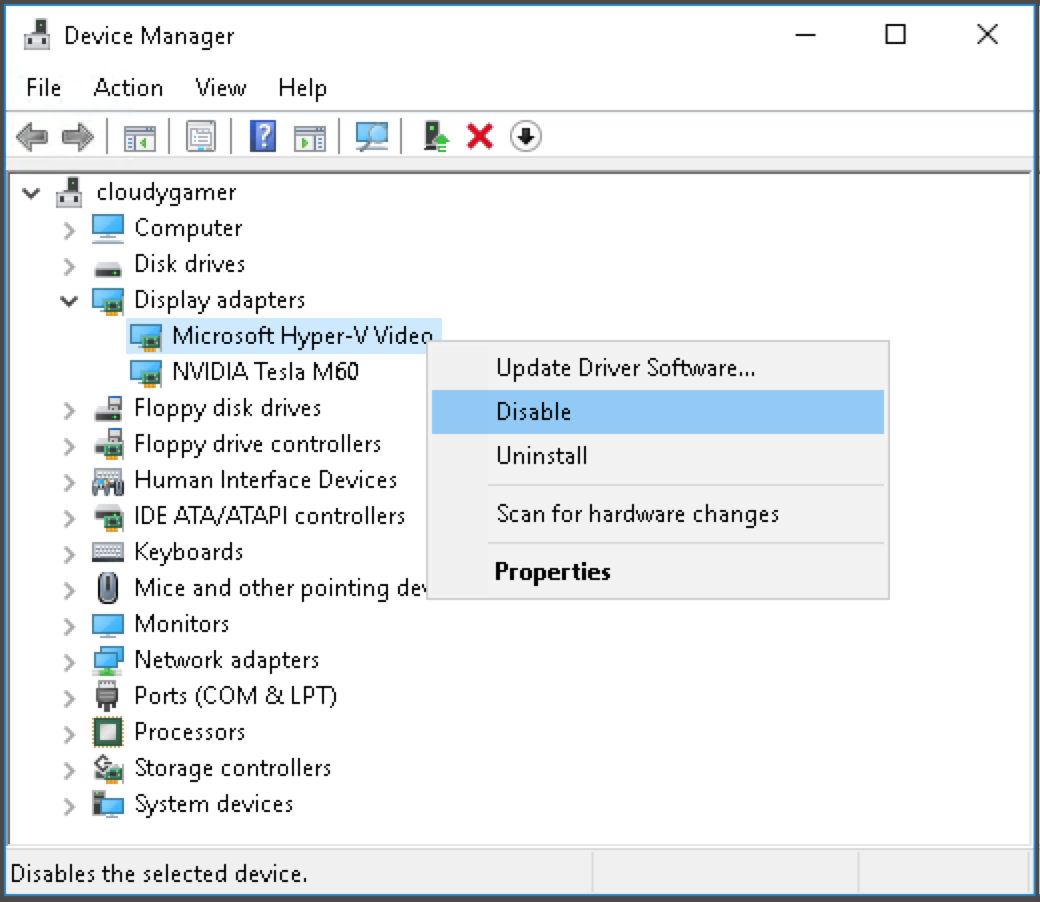 Device Manager
File Action View Help
cloudygamer
Computer
Disk drives
Display adapters
Microsoft Hyper-V Video
NVIDIA Tesla M60
Floppy disk drives
Floppy drive controllers
Human Interface Devices
IDE ATA/ATAPI controllers
Keyboards
Mice and other pointing dev
Monitors
Network adapters
Ports (COM & LPT)
Processors
Storage controllers
System devices
Update Driver Software...
Disable
Uninstall
Scan for hardware changes
Properties
Disables the selected device.